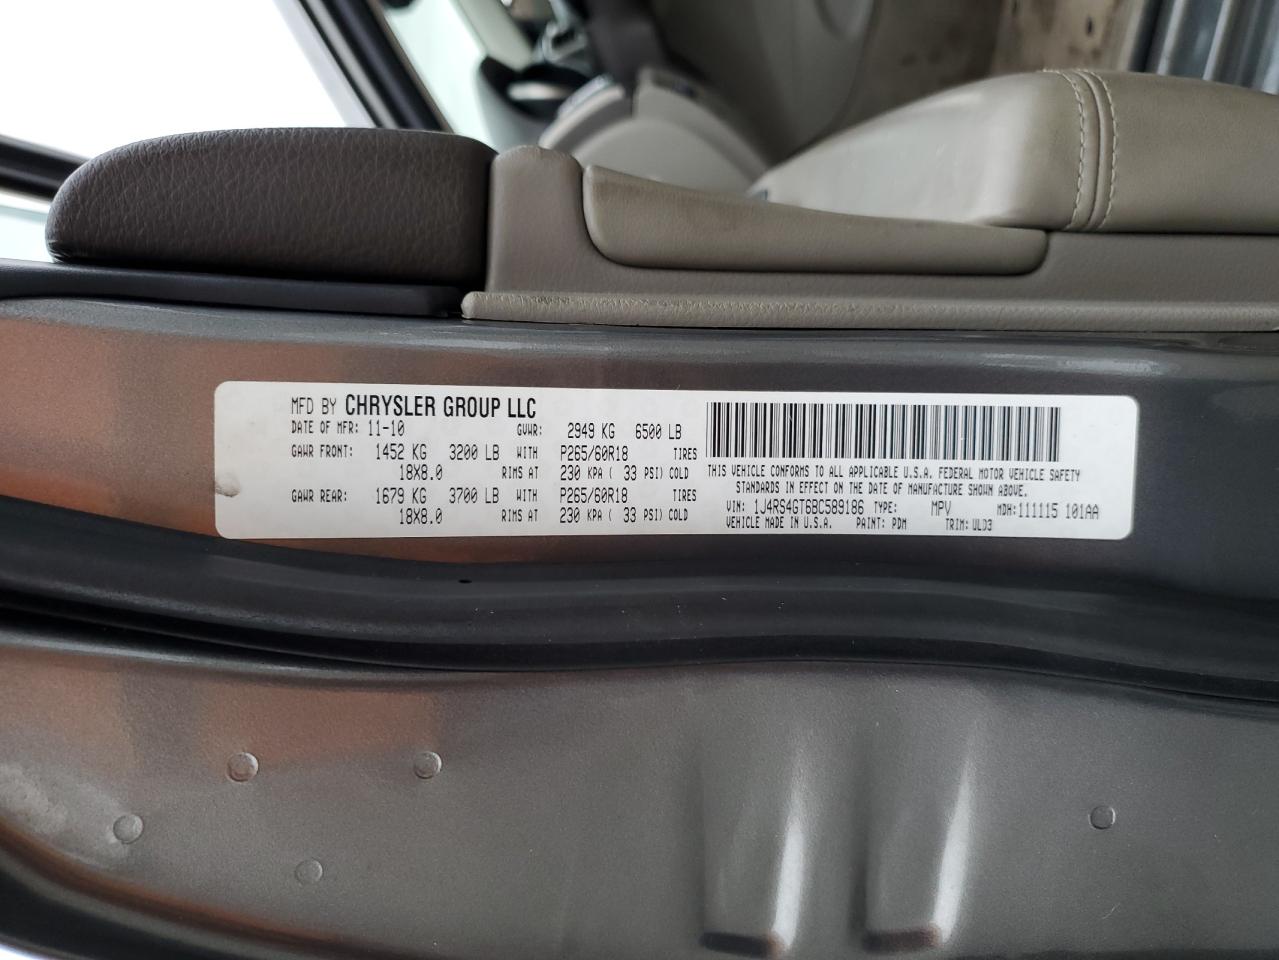 MFD BY CHRYSLER GROUP LLC
DATE OF MFR: 11-10 GVWR: 2949 KG 6500 LB
GAWR FRONT: 1452 KG 3200 LB WITH P265/60R18 TIRES
18X8.0 RIMS AT 230 KPA ( 33 PSI) COLD
GAWR REAR: 1679 KG 3700 LB WITH P265/60R18 TIRES
18X8.0 RIMS AT 230 KPA ( 33 PSI) COLD
THIS VEHICLE CONFORMS TO ALL APPLICABLE U.S.A. FEDERAL MOTOR VEHICLE SAFETY
STANDARDS IN EFFECT ON THE DATE OF MANUFACTURE SHOWN ABOVE.
VIN: 1J4RS4GT6BC589186 TYPE: MPV MDH: 111115 101AA
VEHICLE MADE IN U.S.A. PAINT: PDM TRIM: ULD3